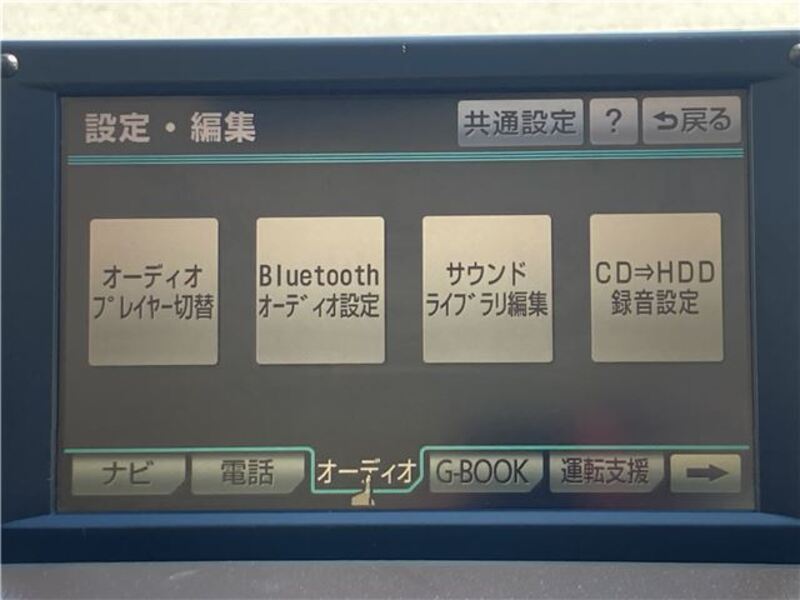 設定・編集
共通設定
?
戻る
オーディオ
プレイヤー切替
Bluetooth
オーディオ設定
サウンド
ライブラリ編集
CD⇒HDD
録音設定
ナビ
電話
オーディオ
G-BOOK
運転支援